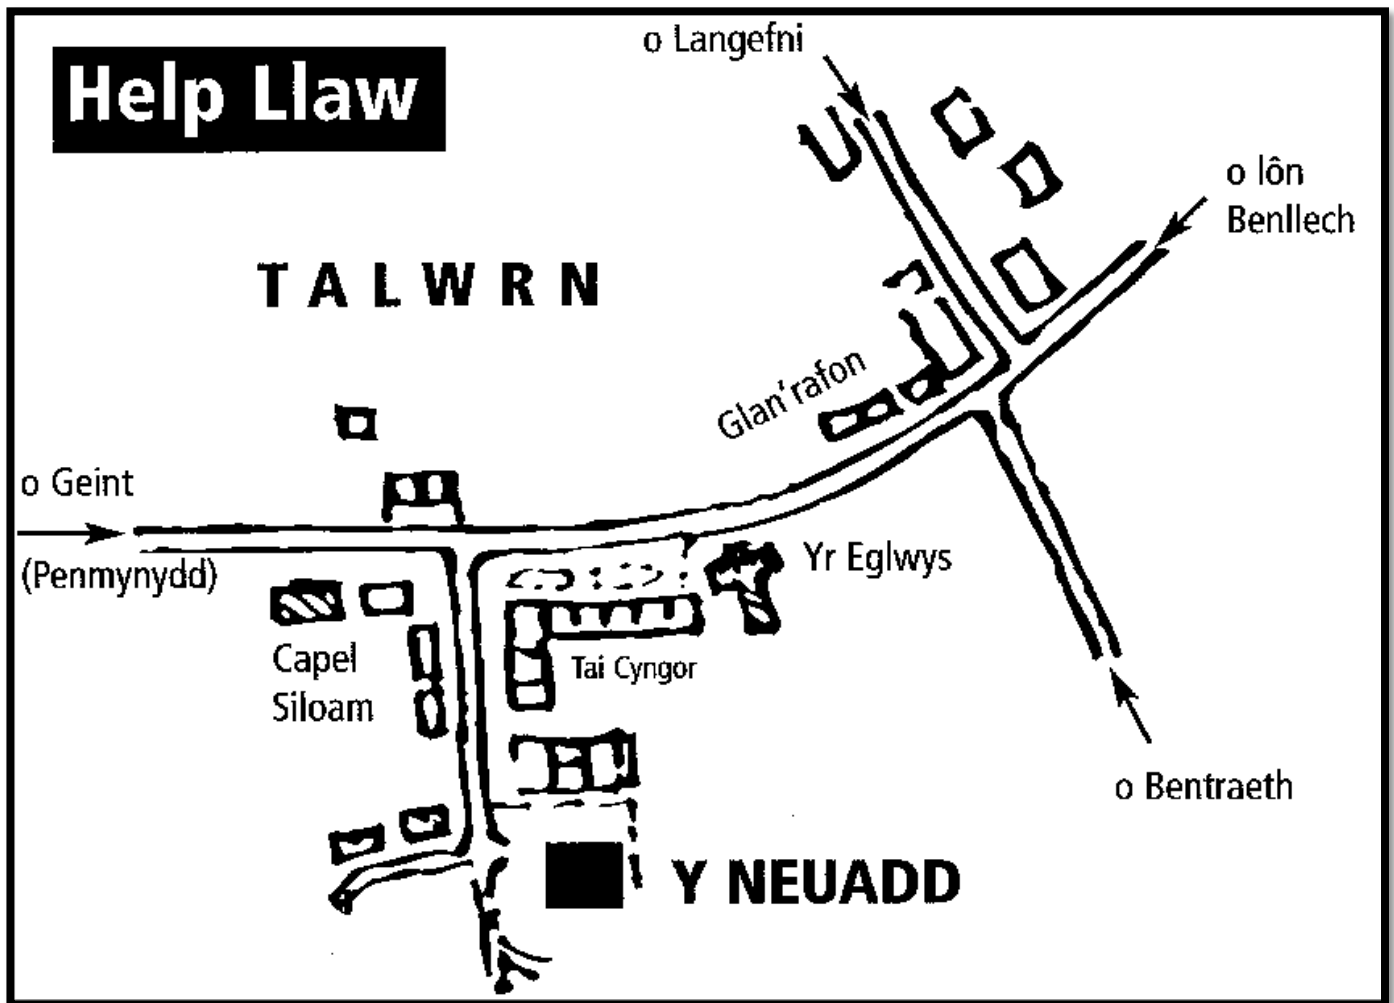 Help Llaw
o Langefni
o lôn
Benllech
TALWRN
Glan'rafon
o Geint
(Penmynydd)
Yr Eglwys
Capel
Siloam
Tai Cyngor
o Bentraeth
Y NEUADD